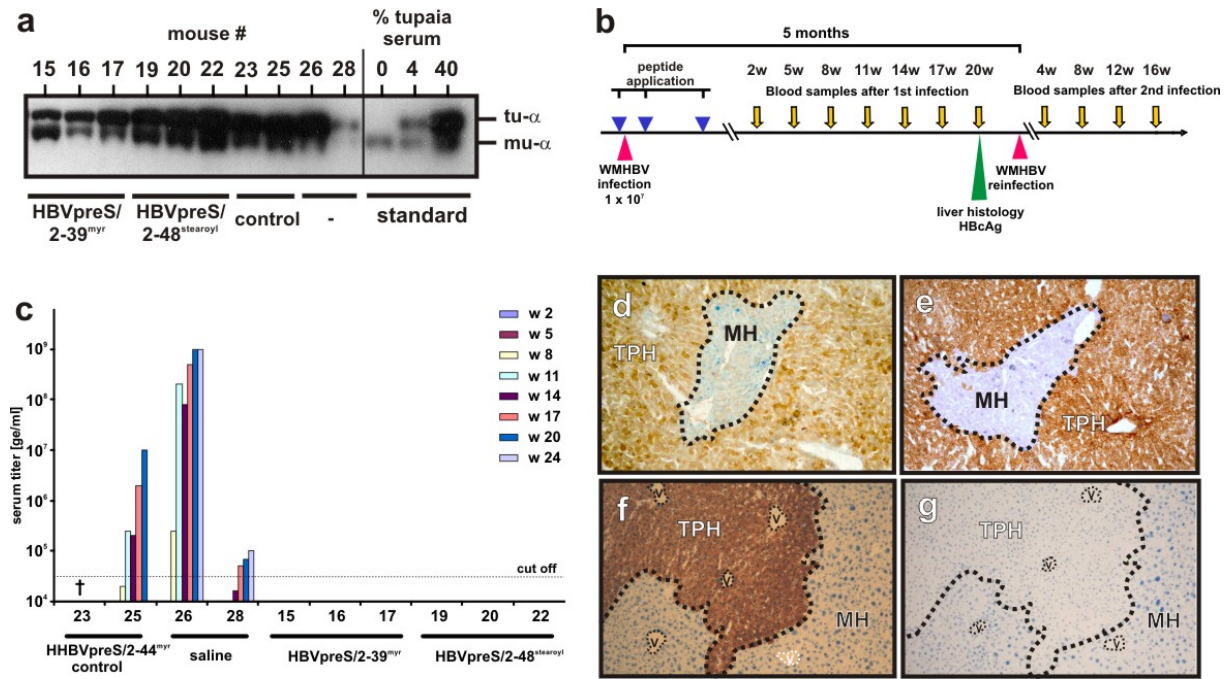 a
mouse #
% tupaia
serum
15 16 17 19 20 22 23 25 26 28 0 4 40
tu-α
mu-α
HBVpreS/
2-39myr
HBVpreS/
2-48stearoyl
control
-
standard
b
5 months
peptide
application
2w 5w 8w 11w 14w 17w 20w
Blood samples after 1st infection
4w 8w 12w 16w
Blood samples after 2nd infection
WMHBV
infection
1 x 10⁷
WMHBV
reinfection
liver histology
HBcAg
c
serum titer [ge/ml]
10⁹
10⁸
10⁷
10⁶
10⁵
10⁴
w 2
w 5
w 8
w 11
w 14
w 17
w 20
w 24
cut off
†
23 25 26 28 15 16 17 19 20 22
HHBVpreS/2-44myr
control
saline
HBVpreS/2-39myr
HBVpreS/2-48stearoyl
d
MH
TPH
e
MH
TPH
f
TPH
MH
v
v
v
v
v
g
TPH
MH
v
v
v
v